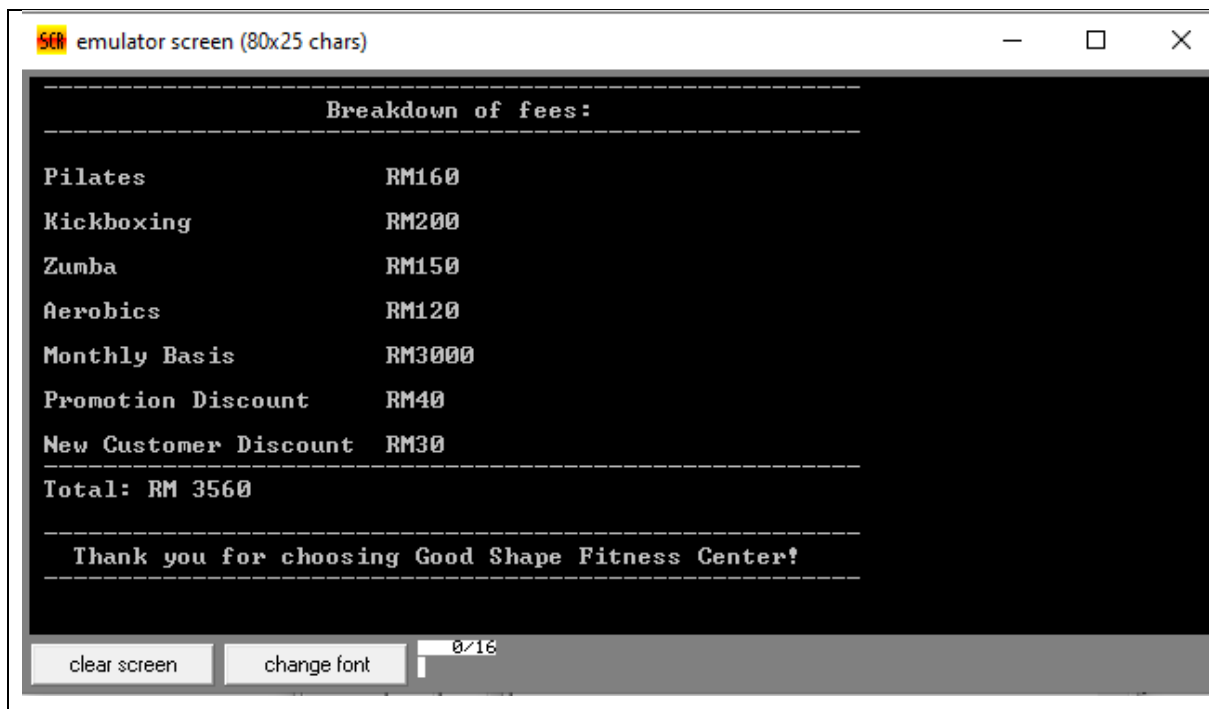 SCR emulator screen (80x25 chars)
Breakdown of fees:
Pilates RM160
Kickboxing RM200
Zumba RM150
Aerobics RM120
Monthly Basis RM3000
Promotion Discount RM40
New Customer Discount RM30
Total: RM 3560
Thank you for choosing Good Shape Fitness Center!
clear screen change font 0/16